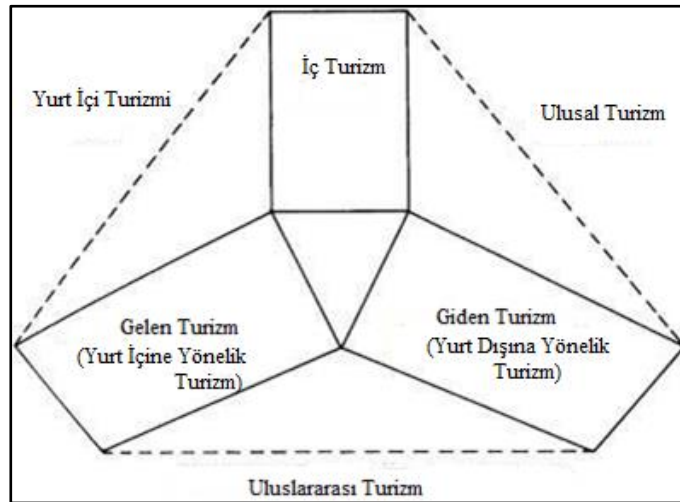 İç Turizm
Yurt İçi Turizmi
Ulusal Turizm
Gelen Turizm
(Yurt İçine Yönelik
Turizm)
Giden Turizm
(Yurt Dışına Yönelik
Turizm)
Uluslararası Turizm